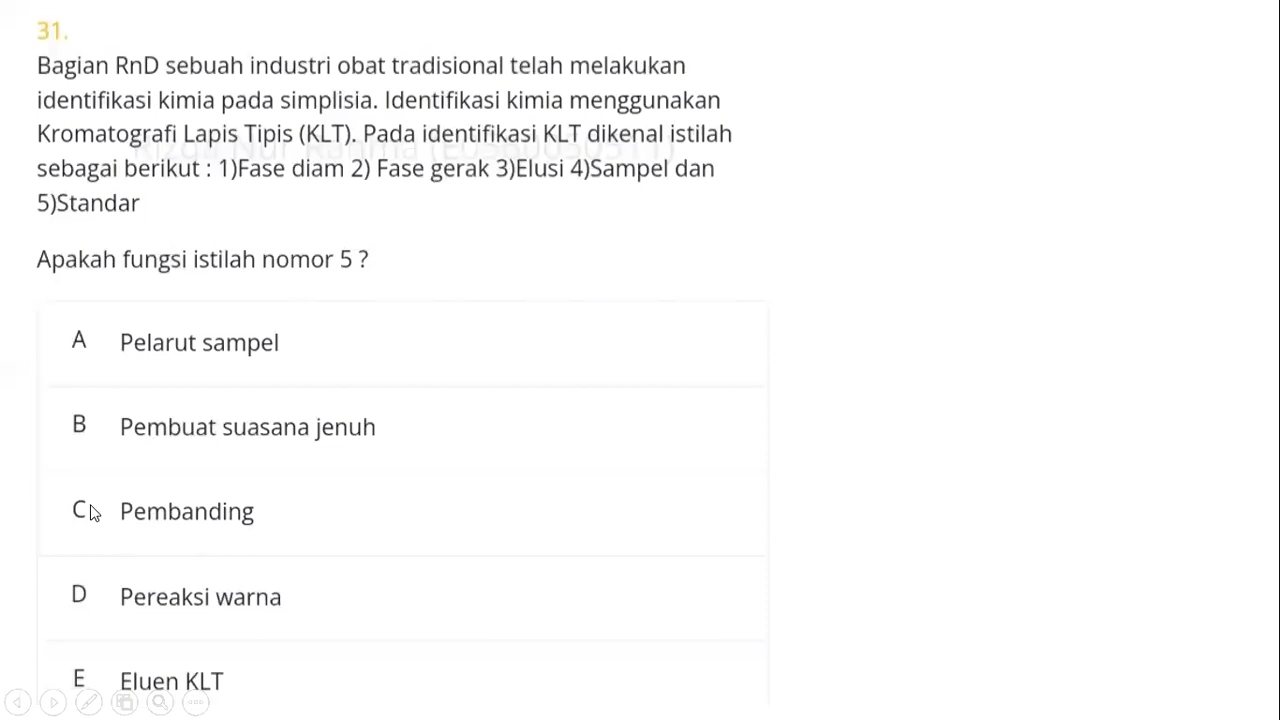 31.
Bagian RnD sebuah industri obat tradisional telah melakukan
identifikasi kimia pada simplisia. Identifikasi kimia menggunakan
Kromatografi Lapis Tipis (KLT). Pada identifikasi KLT dikenal istilah
sebagai berikut : 1)Fase diam 2) Fase gerak 3)Elusi 4)Sampel dan
5)Standar
Apakah fungsi istilah nomor 5 ?
A Pelarut sampel
B Pembuat suasana jenuh
C Pembanding
D Pereaksi warna
E Eluen KLT